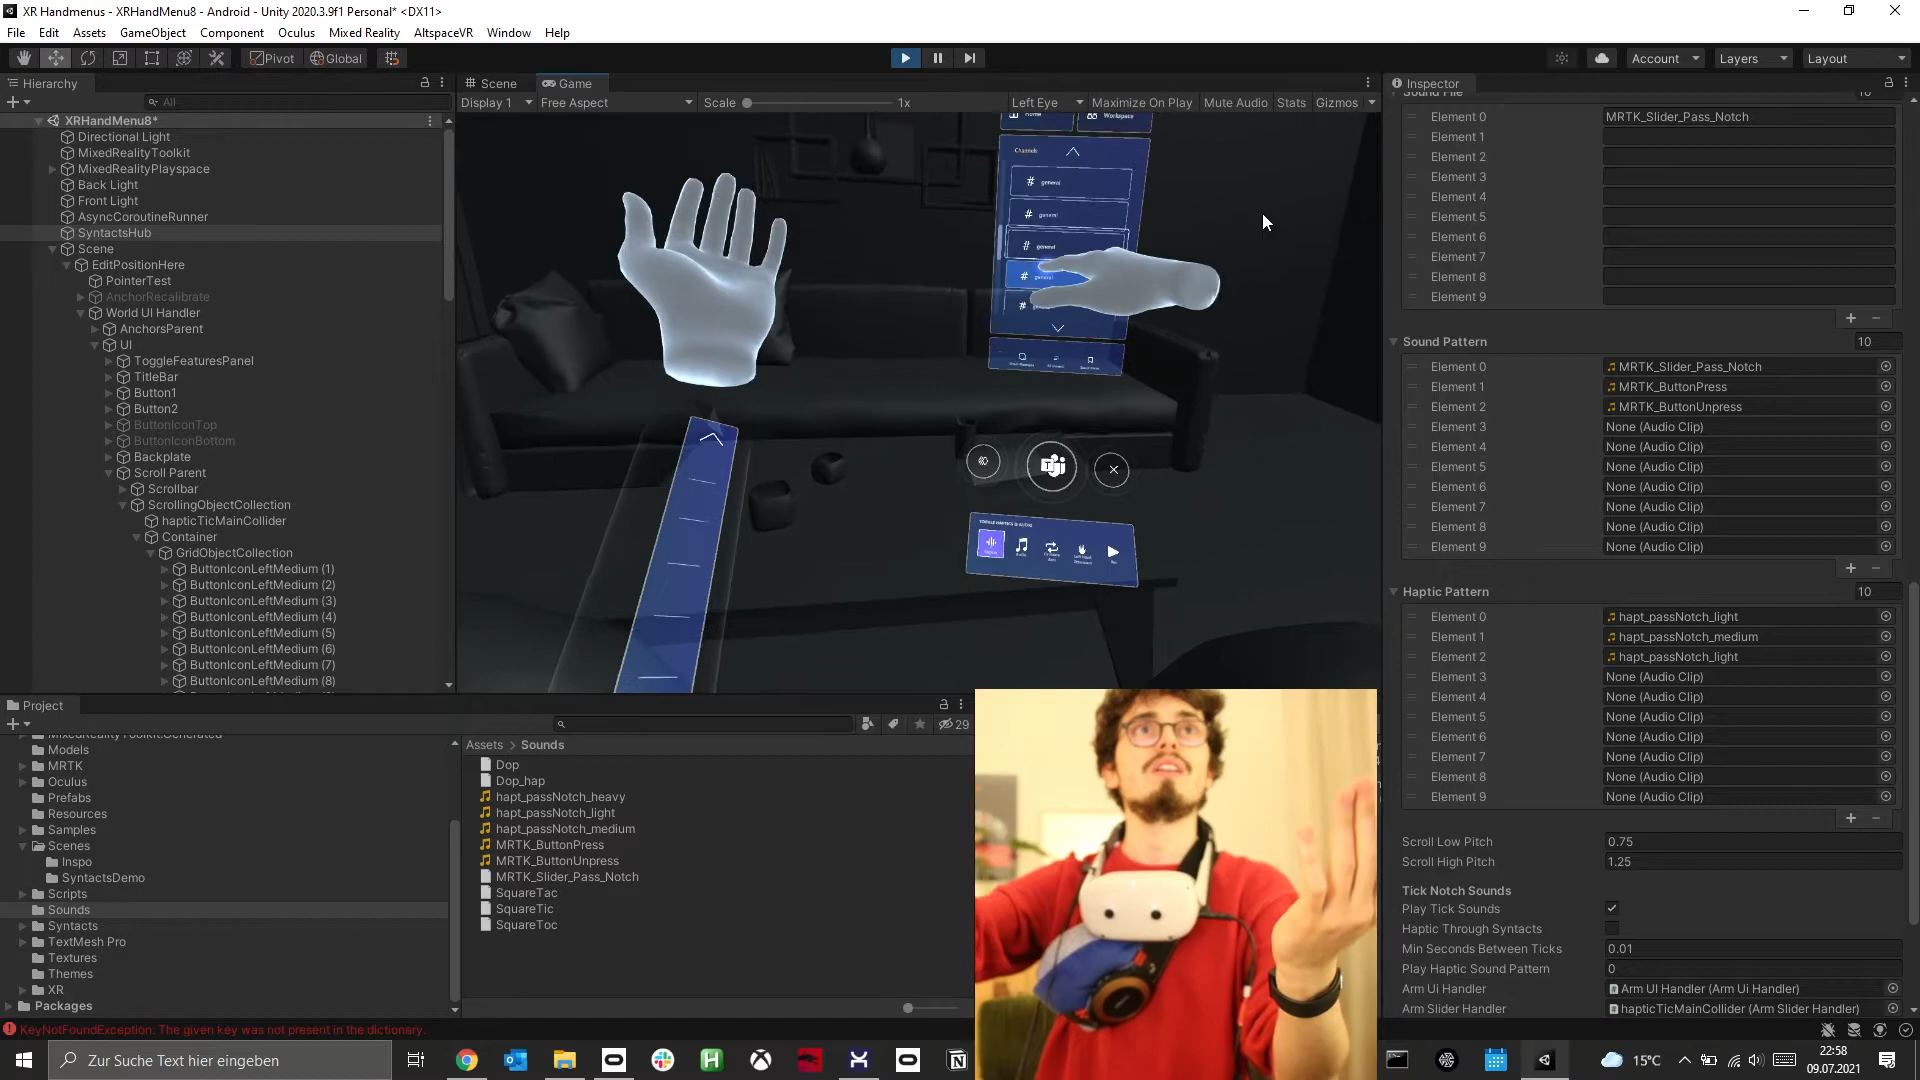 XR Handmenus - XRHandMenu8 - Android - Unity 2020.3.9f1 Personal* <DX11>
File Edit Assets GameObject Component Oculus Mixed Reality AltspaceVR Window Help
Pivot Global Account Layers Layout
Hierarchy
All
XRHandMenu8*
Directional Light
MixedRealityToolkit
MixedRealityPlayspace
Back Light
Front Light
AsyncCoroutineRunner
SyntactsHub
Scene
EditPositionHere
PointerTest
AnchorRecalibrate
World UI Handler
AnchorsParent
UI
ToggleFeaturesPanel
TitleBar
Button1
Button2
ButtonIconTop
ButtonIconBottom
Backplate
Scroll Parent
Scrollbar
ScrollingObjectCollection
hapticTicMainCollider
Container
GridObjectCollection
ButtonIconLeftMedium (1)
ButtonIconLeftMedium (2)
ButtonIconLeftMedium (3)
ButtonIconLeftMedium (4)
ButtonIconLeftMedium (5)
ButtonIconLeftMedium (6)
ButtonIconLeftMedium (7)
ButtonIconLeftMedium (8)
Scene Game
Display 1 Free Aspect Scale 1x Left Eye Maximize On Play Mute Audio Stats Gizmos
Home Workspace
Channels
# general
# general
# general
# general
#
TOGGLE HAPTICS & AUDIO
Inspector
Sound File 10
Element 0 MRTK_Slider_Pass_Notch
Element 1
Element 2
Element 3
Element 4
Element 5
Element 6
Element 7
Element 8
Element 9
Sound Pattern 10
Element 0 MRTK_Slider_Pass_Notch
Element 1 MRTK_ButtonPress
Element 2 MRTK_ButtonUnpress
Element 3 None (Audio Clip)
Element 4 None (Audio Clip)
Element 5 None (Audio Clip)
Element 6 None (Audio Clip)
Element 7 None (Audio Clip)
Element 8 None (Audio Clip)
Element 9 None (Audio Clip)
Haptic Pattern 10
Element 0 hapt_passNotch_light
Element 1 hapt_passNotch_medium
Element 2 hapt_passNotch_light
Element 3 None (Audio Clip)
Element 4 None (Audio Clip)
Element 5 None (Audio Clip)
Element 6 None (Audio Clip)
Element 7 None (Audio Clip)
Element 8 None (Audio Clip)
Element 9 None (Audio Clip)
Scroll Low Pitch 0.75
Scroll High Pitch 1.25
Tick Notch Sounds
Play Tick Sounds
Haptic Through Syntacts
Min Seconds Between Ticks 0.01
Play Haptic Sound Pattern 0
Arm Ui Handler Arm UI Handler (Arm Ui Handler)
Arm Slider Handler hapticTicMainCollider (Arm Slider Handler)
Project
29
MixedRealityToolkit.Generated
Models
MRTK
Oculus
Prefabs
Resources
Samples
Scenes
Inspo
SyntactsDemo
Scripts
Sounds
Syntacts
TextMesh Pro
Textures
Themes
XR
Packages
Assets > Sounds
Dop
Dop_hap
hapt_passNotch_heavy
hapt_passNotch_light
hapt_passNotch_medium
MRTK_ButtonPress
MRTK_ButtonUnpress
MRTK_Slider_Pass_Notch
SquareTac
SquareTic
SquareToc
KeyNotFoundException: The given key was not present in the dictionary.
Zur Suche Text hier eingeben
15°C
22:58
09.07.2021